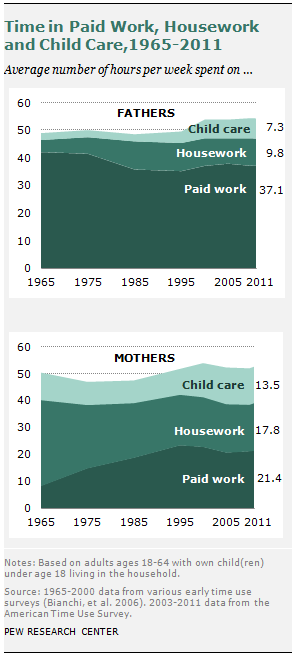 Time in Paid Work, Housework
and Child Care,1965-2011
Average number of hours per week spent on ...
60
FATHERS
50
Child care 7.3
40
Housework 9.8
30
Paid work 37.1
20
10
0
1965 1975 1985 1995 2005 2011
60
MOTHERS
50
Child care 13.5
40
30
Housework 17.8
20
Paid work 21.4
10
0
1965 1975 1985 1995 2005 2011
Notes: Based on adults ages 18-64 with own child(ren)
under age 18 living in the household.
Source: 1965-2000 data from various early time use
surveys (Bianchi, et al. 2006). 2003-2011 data from the
American Time Use Survey.
PEW RESEARCH CENTER